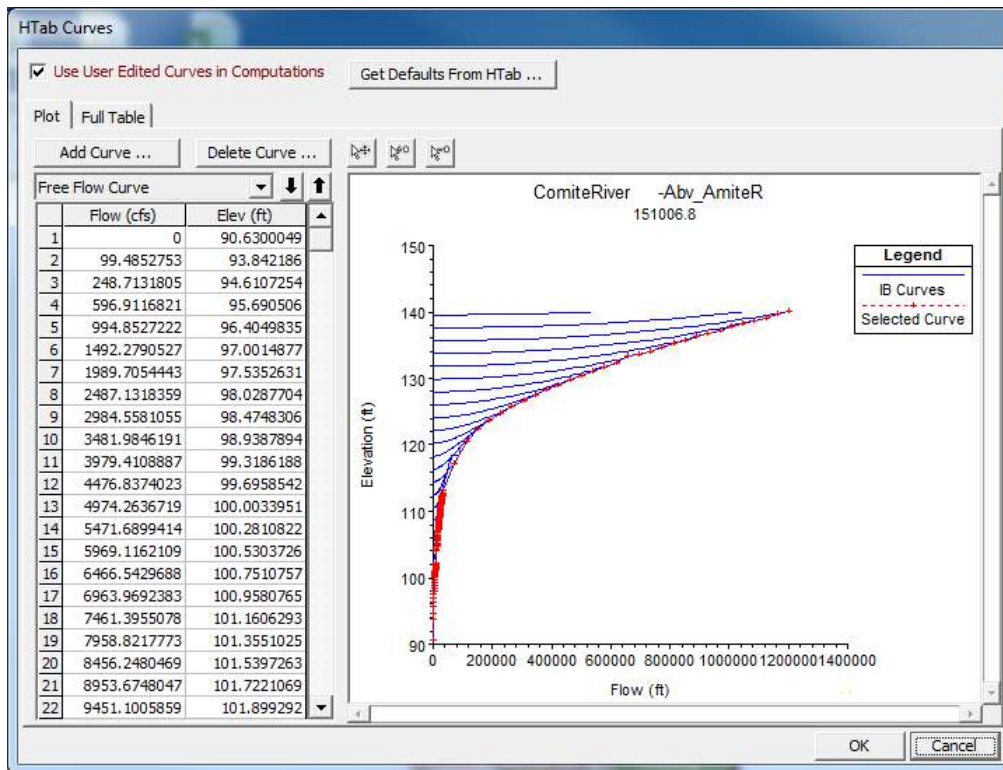 HTab Curves
Use User Edited Curves in Computations Get Defaults From HTab ...
Plot Full Table
Add Curve ... Delete Curve ...
Free Flow Curve
Flow (cfs) Elev (ft)
1 0 90.6300049
2 99.4852753 93.842186
3 248.7131805 94.6107254
4 596.9116821 95.690506
5 994.8527222 96.4049835
6 1492.2790527 97.0014877
7 1989.7054443 97.5352631
8 2487.1318359 98.0287704
9 2984.5581055 98.4748306
10 3481.9846191 98.9387894
11 3979.4108887 99.3186188
12 4476.8374023 99.6958542
13 4974.2636719 100.0033951
14 5471.6899414 100.2810822
15 5969.1162109 100.5303726
16 6466.5429688 100.7510757
17 6963.9692383 100.9580765
18 7461.3955078 101.1606293
19 7958.8217773 101.3551025
20 8456.2480469 101.5397263
21 8953.6748047 101.7221069
22 9451.1005859 101.899292
ComiteRiver -Abv_AmiteR
151006.8
150
140
130
120
110
100
90
Elevation (ft)
0 200000 400000 600000 800000 1000000 1200000 1400000
Flow (ft)
Legend
IB Curves
Selected Curve
OK Cancel